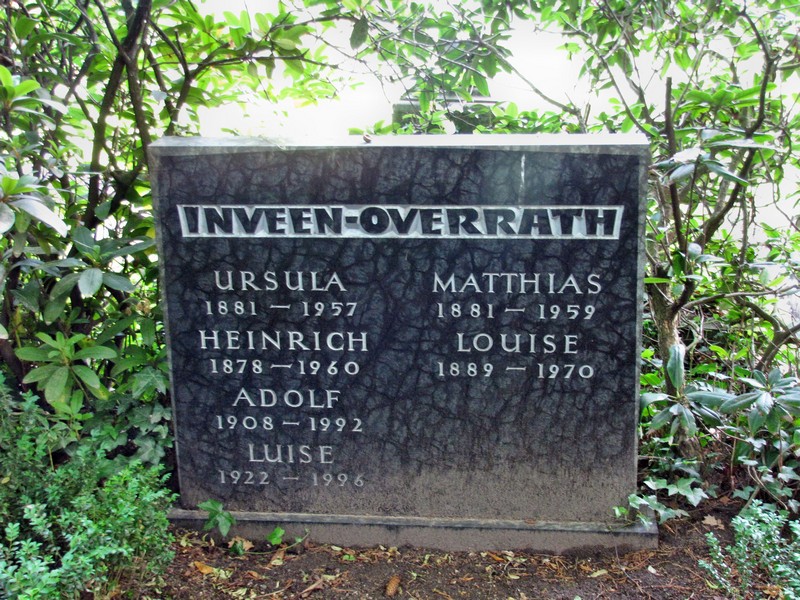 INVEEN-OVERRATH
URSULA
1881 — 1957
HEINRICH
1878 — 1960
ADOLF
1908 — 1992
LUISE
1922 — 1996
MATTHIAS
1881 — 1959
LOUISE
1889 — 1970